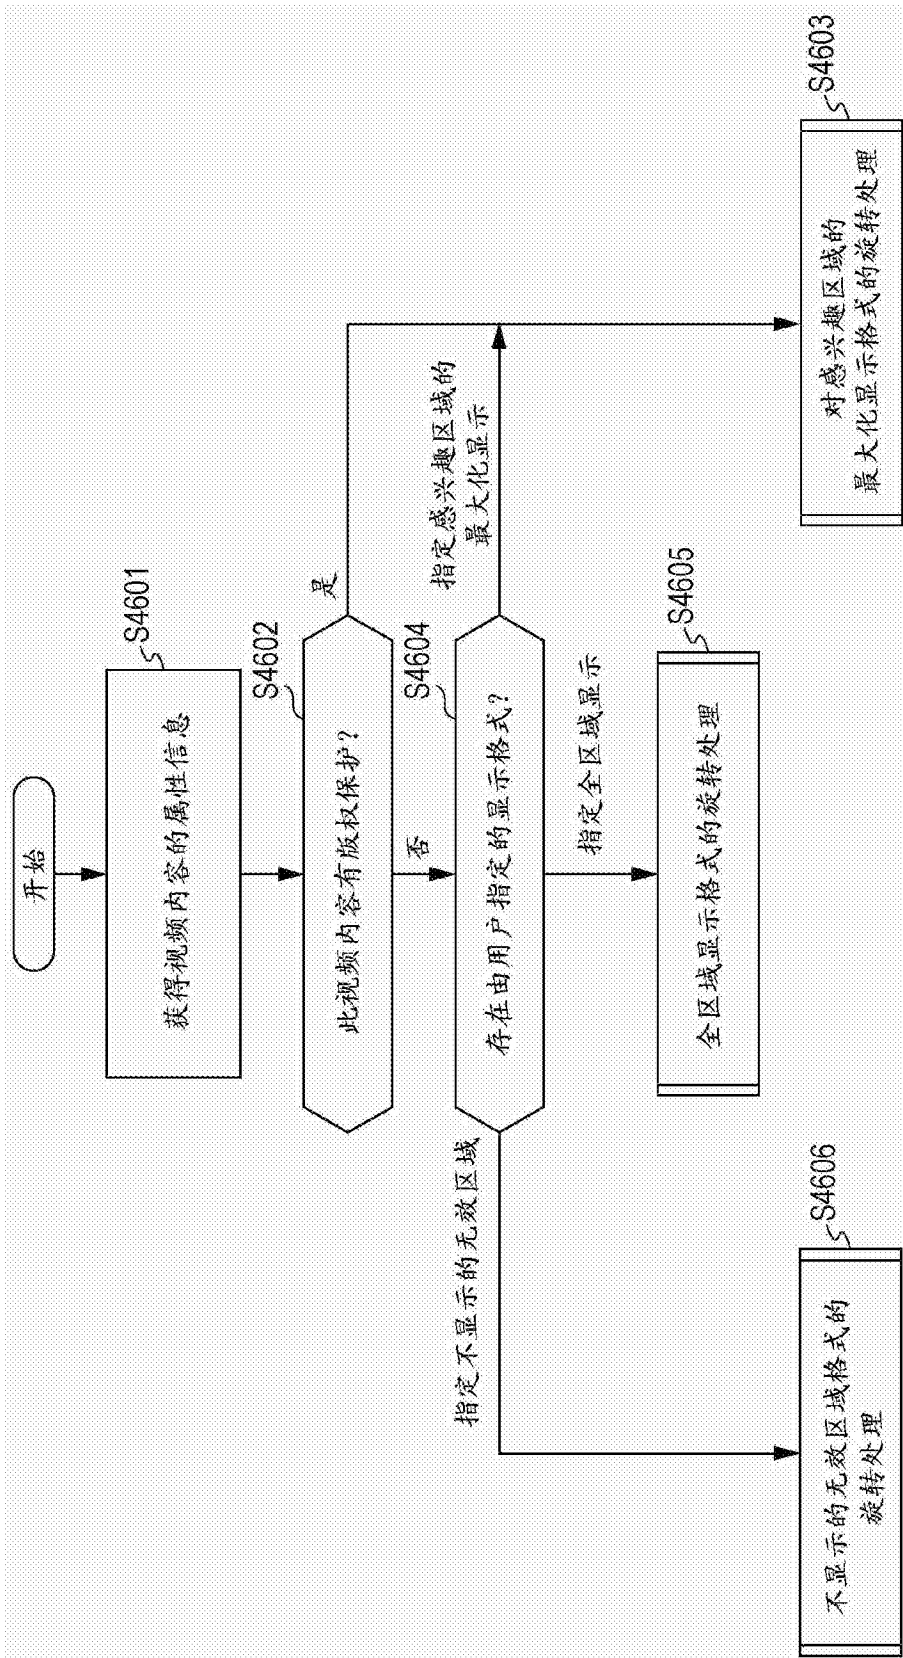 开始
S4601
获得视频内容的属性信息
S4602
此视频内容有版权保护?
是
否
S4604
存在由用户指定的显示格式?
指定感兴趣区域的
最大化显示
指定全区域显示
指定不显示的无效区域
S4603
对感兴趣区域的
最大化显示格式的旋转处理
S4605
全区域显示格式的旋转处理
S4606
不显示的无效区域格式的
旋转处理